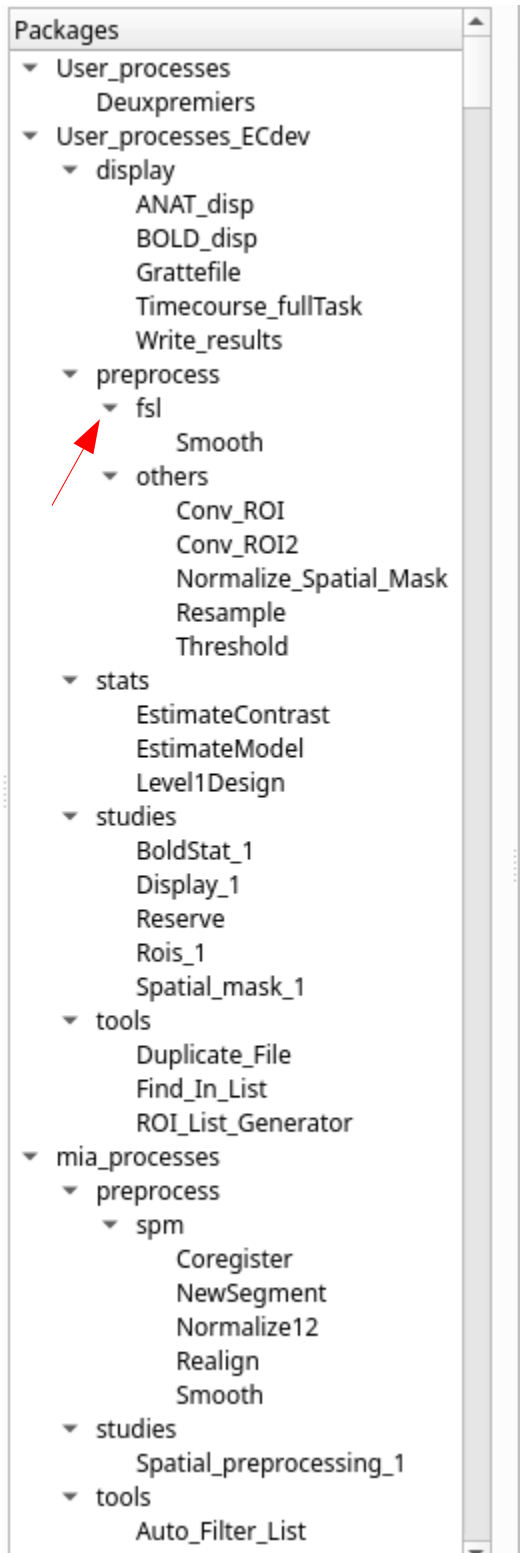 Packages
User_processes
Deuxpremiers
User_processes_ECdev
display
ANAT_disp
BOLD_disp
Grattefile
Timecourse_fullTask
Write_results
preprocess
fsl
Smooth
others
Conv_ROI
Conv_ROI2
Normalize_Spatial_Mask
Resample
Threshold
stats
EstimateContrast
EstimateModel
Level1Design
studies
BoldStat_1
Display_1
Reserve
Rois_1
Spatial_mask_1
tools
Duplicate_File
Find_In_List
ROI_List_Generator
mia_processes
preprocess
spm
Coregister
NewSegment
Normalize12
Realign
Smooth
studies
Spatial_preprocessing_1
tools
Auto_Filter_List